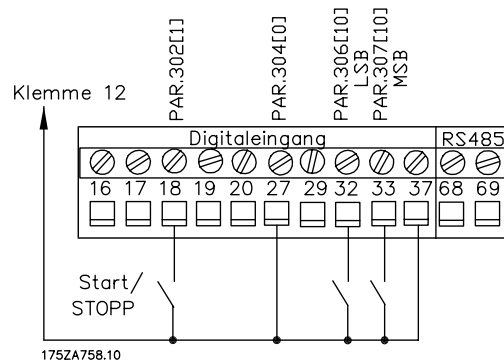 PAR.302[1]
PAR.304[0]
PAR.306[10]
LSB
PAR.307[10]
MSB
Klemme 12
Digitaleingang RS485
16 17 18 19 20 27 29 32 33 37 68 69
Start/
STOPP
175ZA758.10